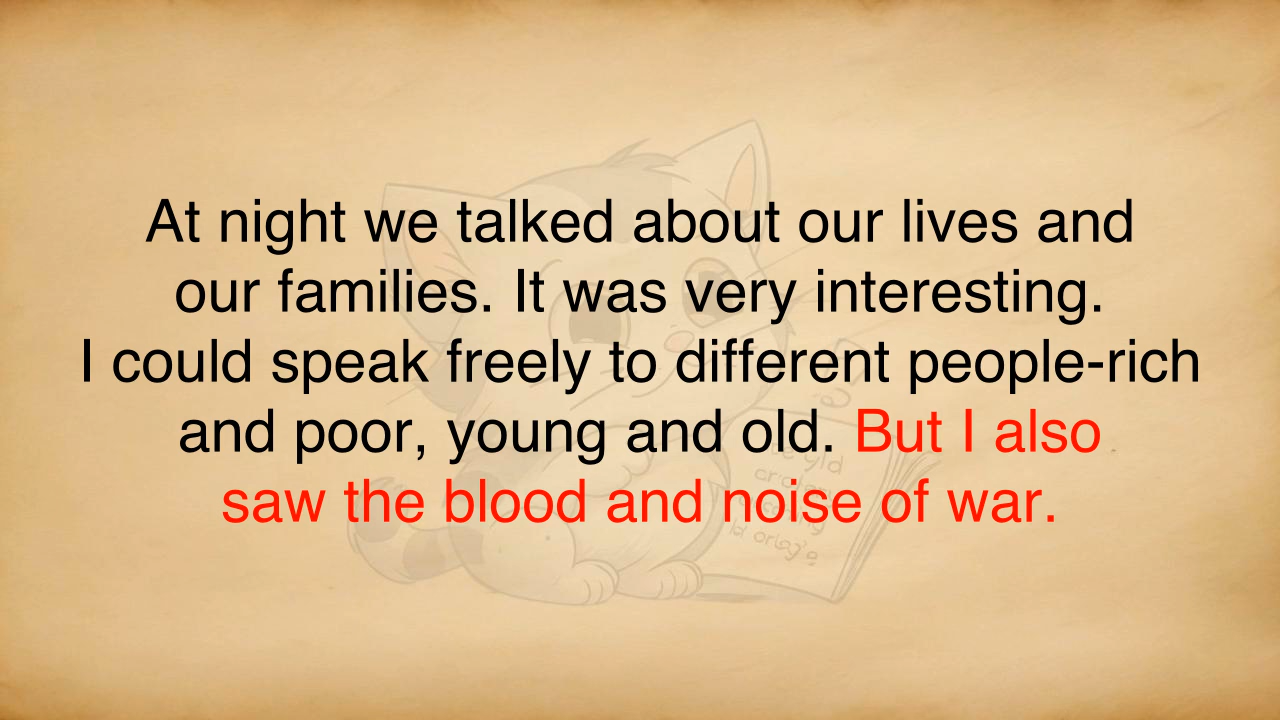 At night we talked about our lives and
our families. It was very interesting.
I could speak freely to different people-rich
and poor, young and old. But I also
saw the blood and noise of war.